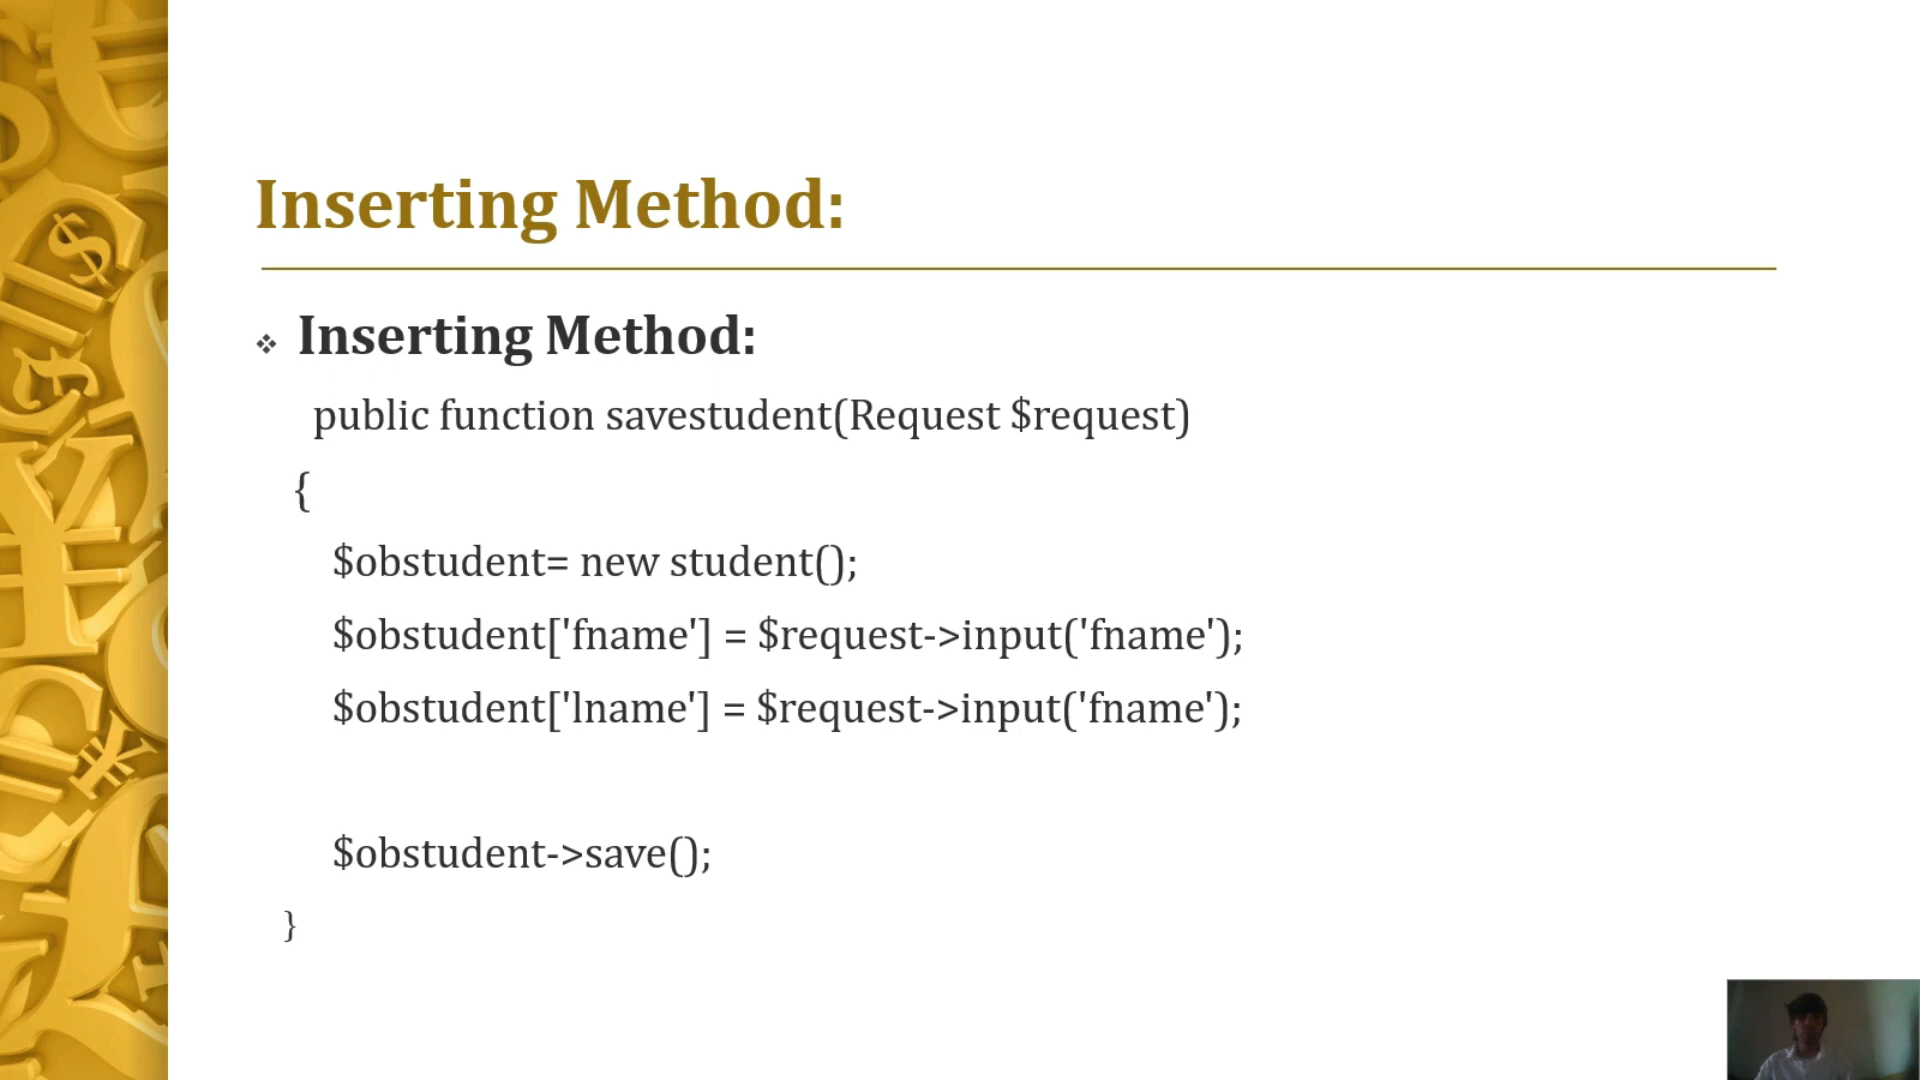 Inserting Method:
❖ Inserting Method:
public function savestudent(Request $request)
{
$obstudent= new student();
$obstudent['fname'] = $request->input('fname');
$obstudent['lname'] = $request->input('fname');
$obstudent->save();
}